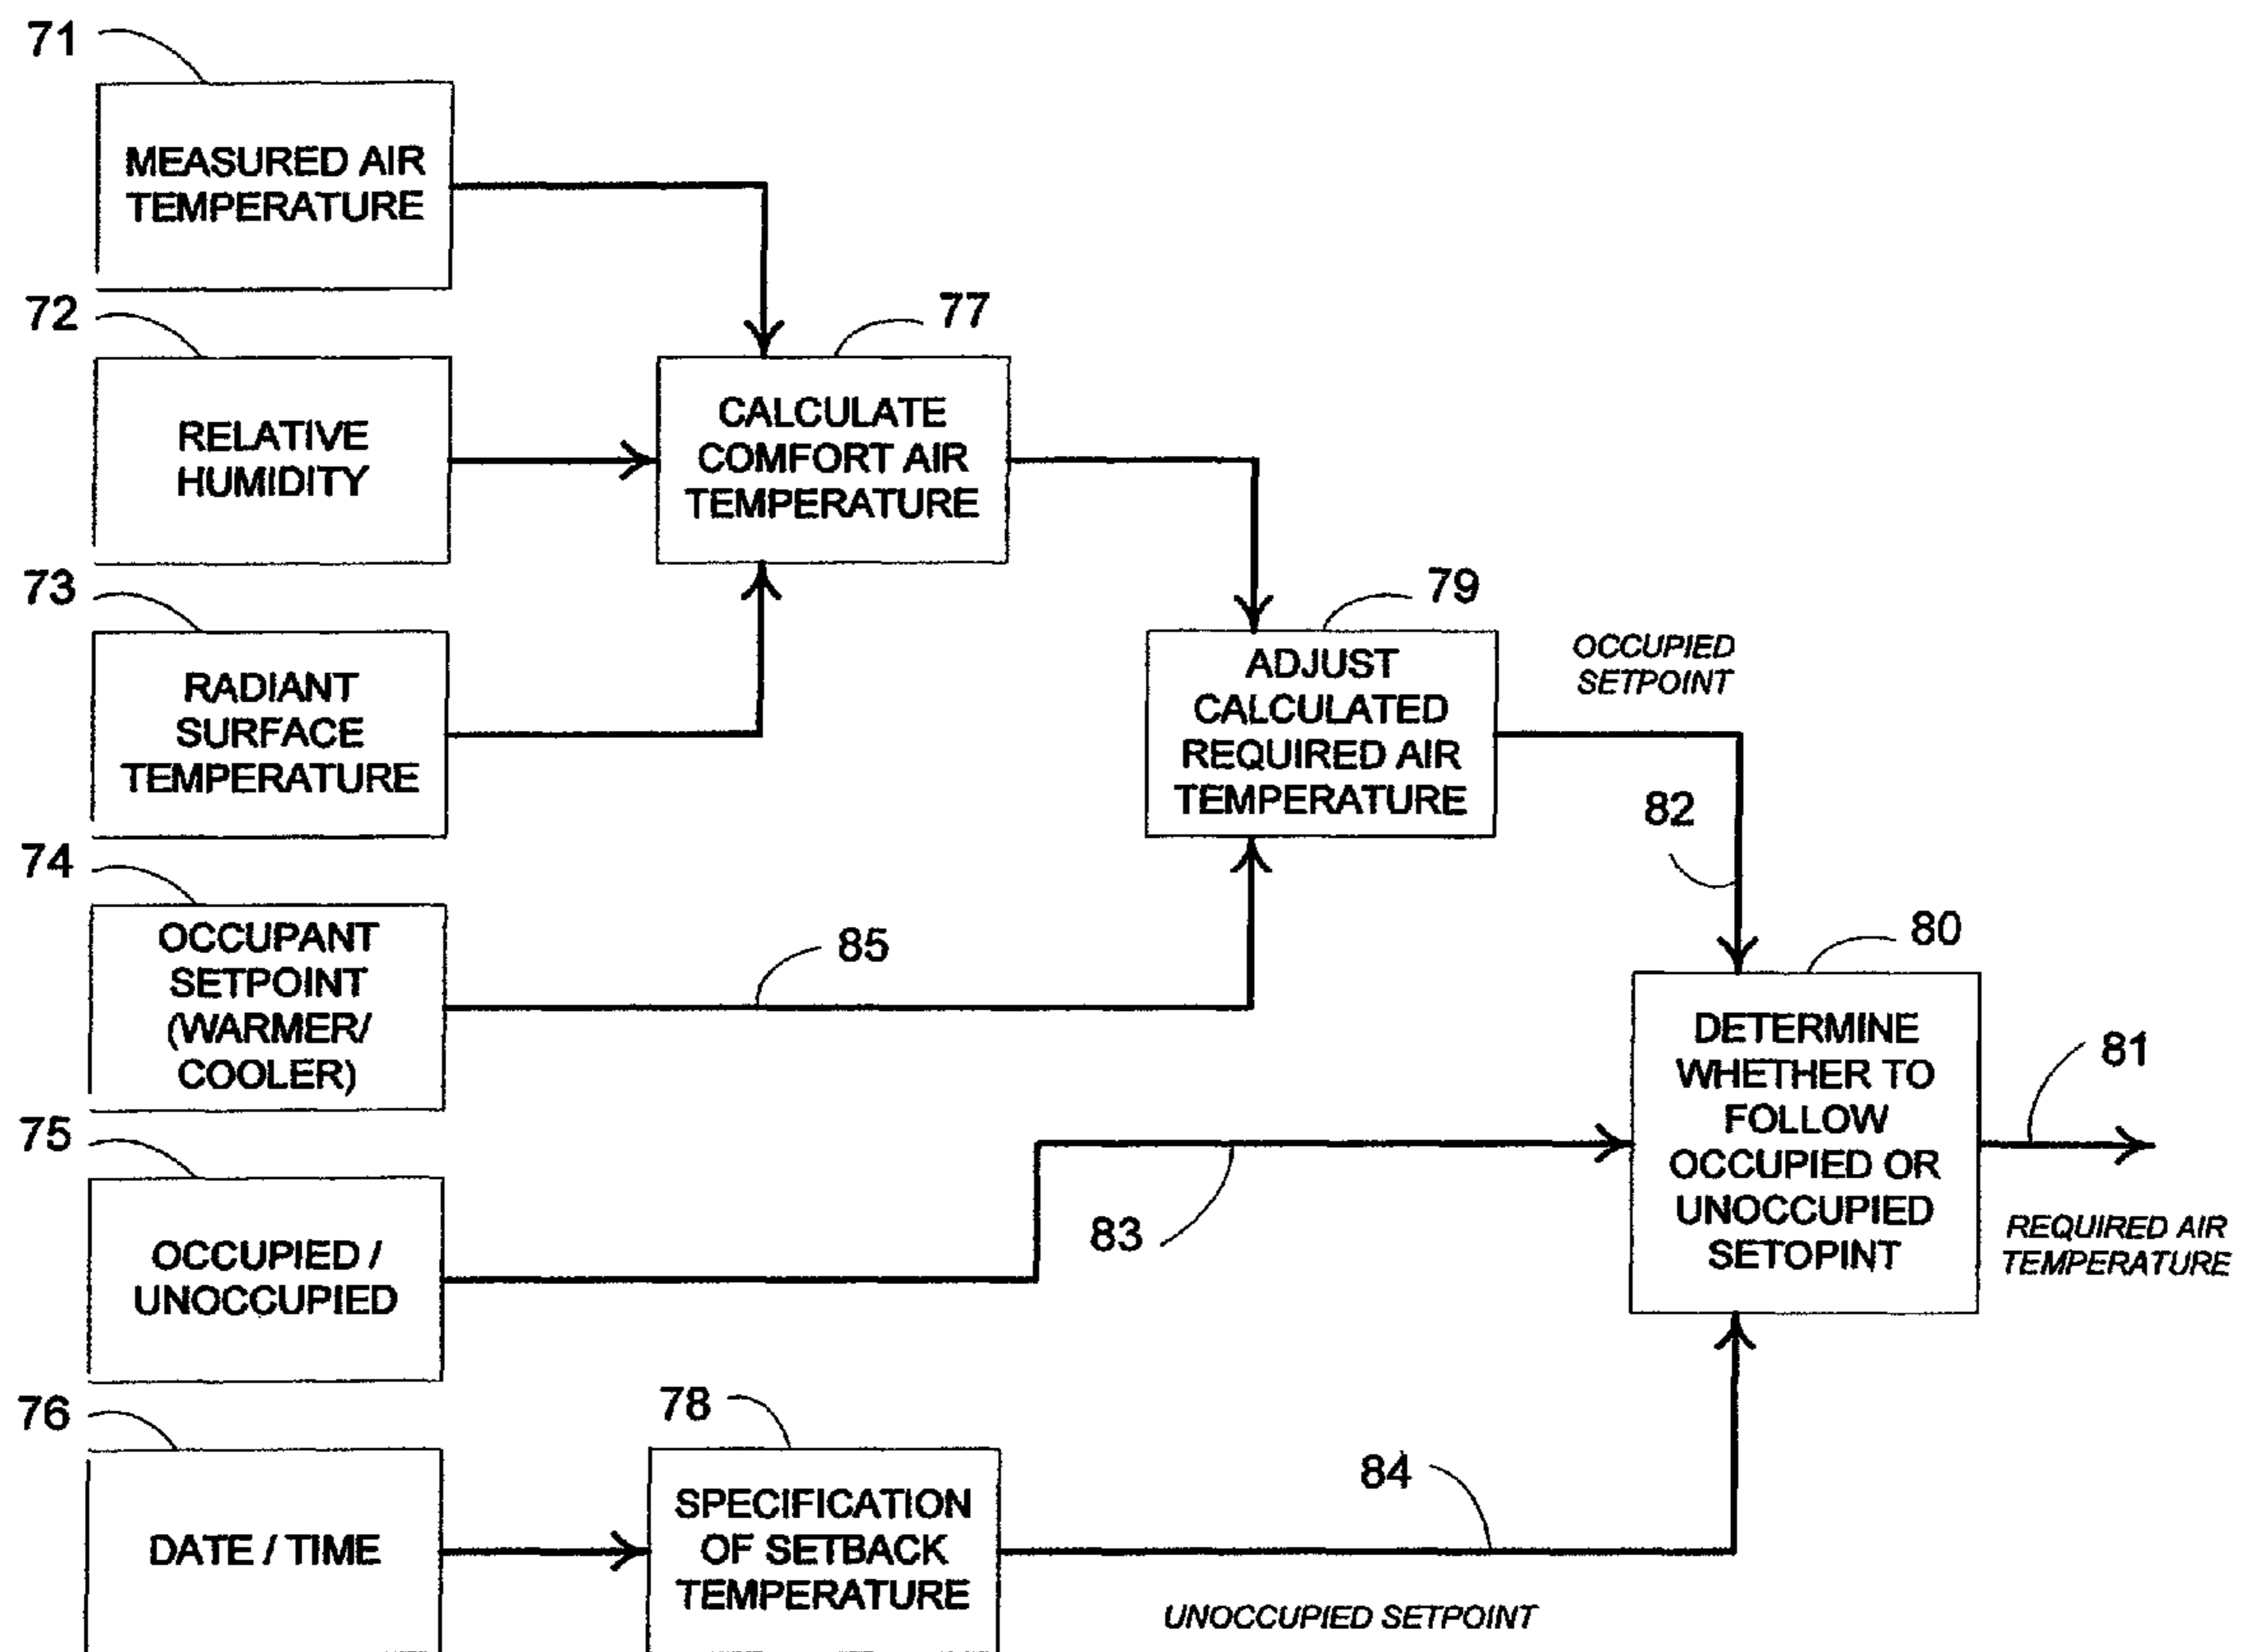 71
MEASURED AIR
TEMPERATURE
72
RELATIVE
HUMIDITY
77
CALCULATE
COMFORT AIR
TEMPERATURE
73
RADIANT
SURFACE
TEMPERATURE
79
ADJUST
CALCULATED
REQUIRED AIR
TEMPERATURE
OCCUPIED
SETPOINT
82
74
OCCUPANT
SETPOINT
(WARMER/
COOLER)
85
80
DETERMINE
WHETHER TO
FOLLOW
OCCUPIED OR
UNOCCUPIED
SETOPINT
81
REQUIRED AIR
TEMPERATURE
75
OCCUPIED /
UNOCCUPIED
83
76
DATE / TIME
78
SPECIFICATION
OF SETBACK
TEMPERATURE
84
UNOCCUPIED SETPOINT